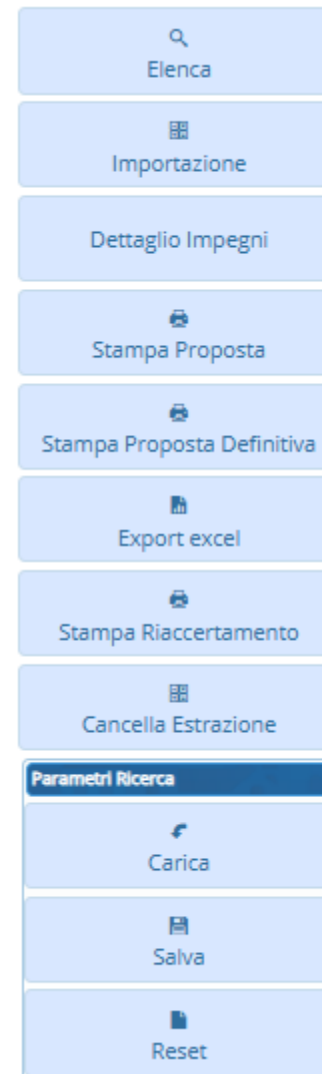 Elenca
Importazione
Dettaglio Impegni
Stampa Proposta
Stampa Proposta Definitiva
Export excel
Stampa Riaccertamento
Cancella Estrazione
Parametri Ricerca
Carica
Salva
Reset